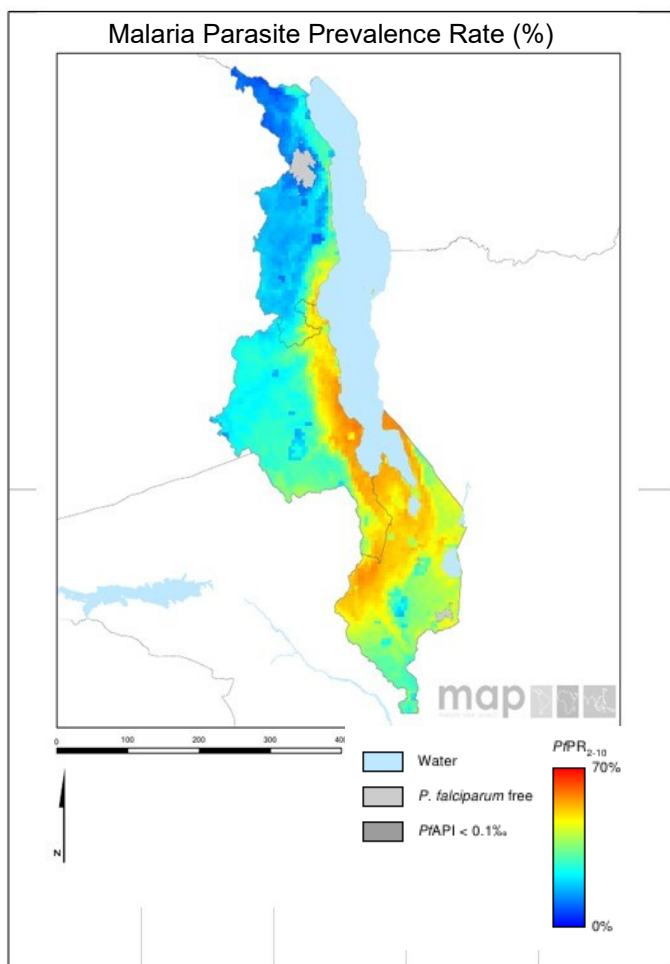 Malaria Parasite Prevalence Rate (%)
map
0 100 200 300 400
Water
P. falciparum free
PfAPI < 0.1‰
N
PfPR2-10
70%
0%